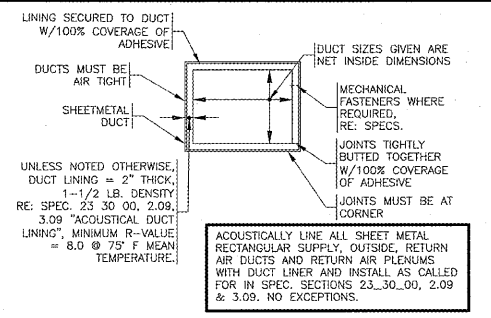 LINING SECURED TO DUCT
W/100% COVERAGE OF
ADHESIVE
DUCTS MUST BE
AIR TIGHT
SHEETMETAL
DUCT
UNLESS NOTED OTHERWISE,
DUCT LINING = 2" THICK,
1-1/2 LB. DENSITY
RE: SPEC. 23 30 00, 2.09,
3.09 "ACOUSTICAL DUCT
LINING", MINIMUM R-VALUE
= 8.0 @ 75° F MEAN
TEMPERATURE.
DUCT SIZES GIVEN ARE
NET INSIDE DIMENSIONS
MECHANICAL
FASTENERS WHERE
REQUIRED,
RE: SPECS.
JOINTS TIGHTLY
BUTTED TOGETHER
W/100% COVERAGE
OF ADHESIVE
JOINTS MUST BE AT
CORNER
ACOUSTICALLY LINE ALL SHEET METAL
RECTANGULAR SUPPLY, OUTSIDE, RETURN
AIR DUCTS AND RETURN AIR PLENUMS
WITH DUCT LINER AND INSTALL AS CALLED
FOR IN SPEC. SECTIONS 23_30_00, 2.09
& 3.09. NO EXCEPTIONS.